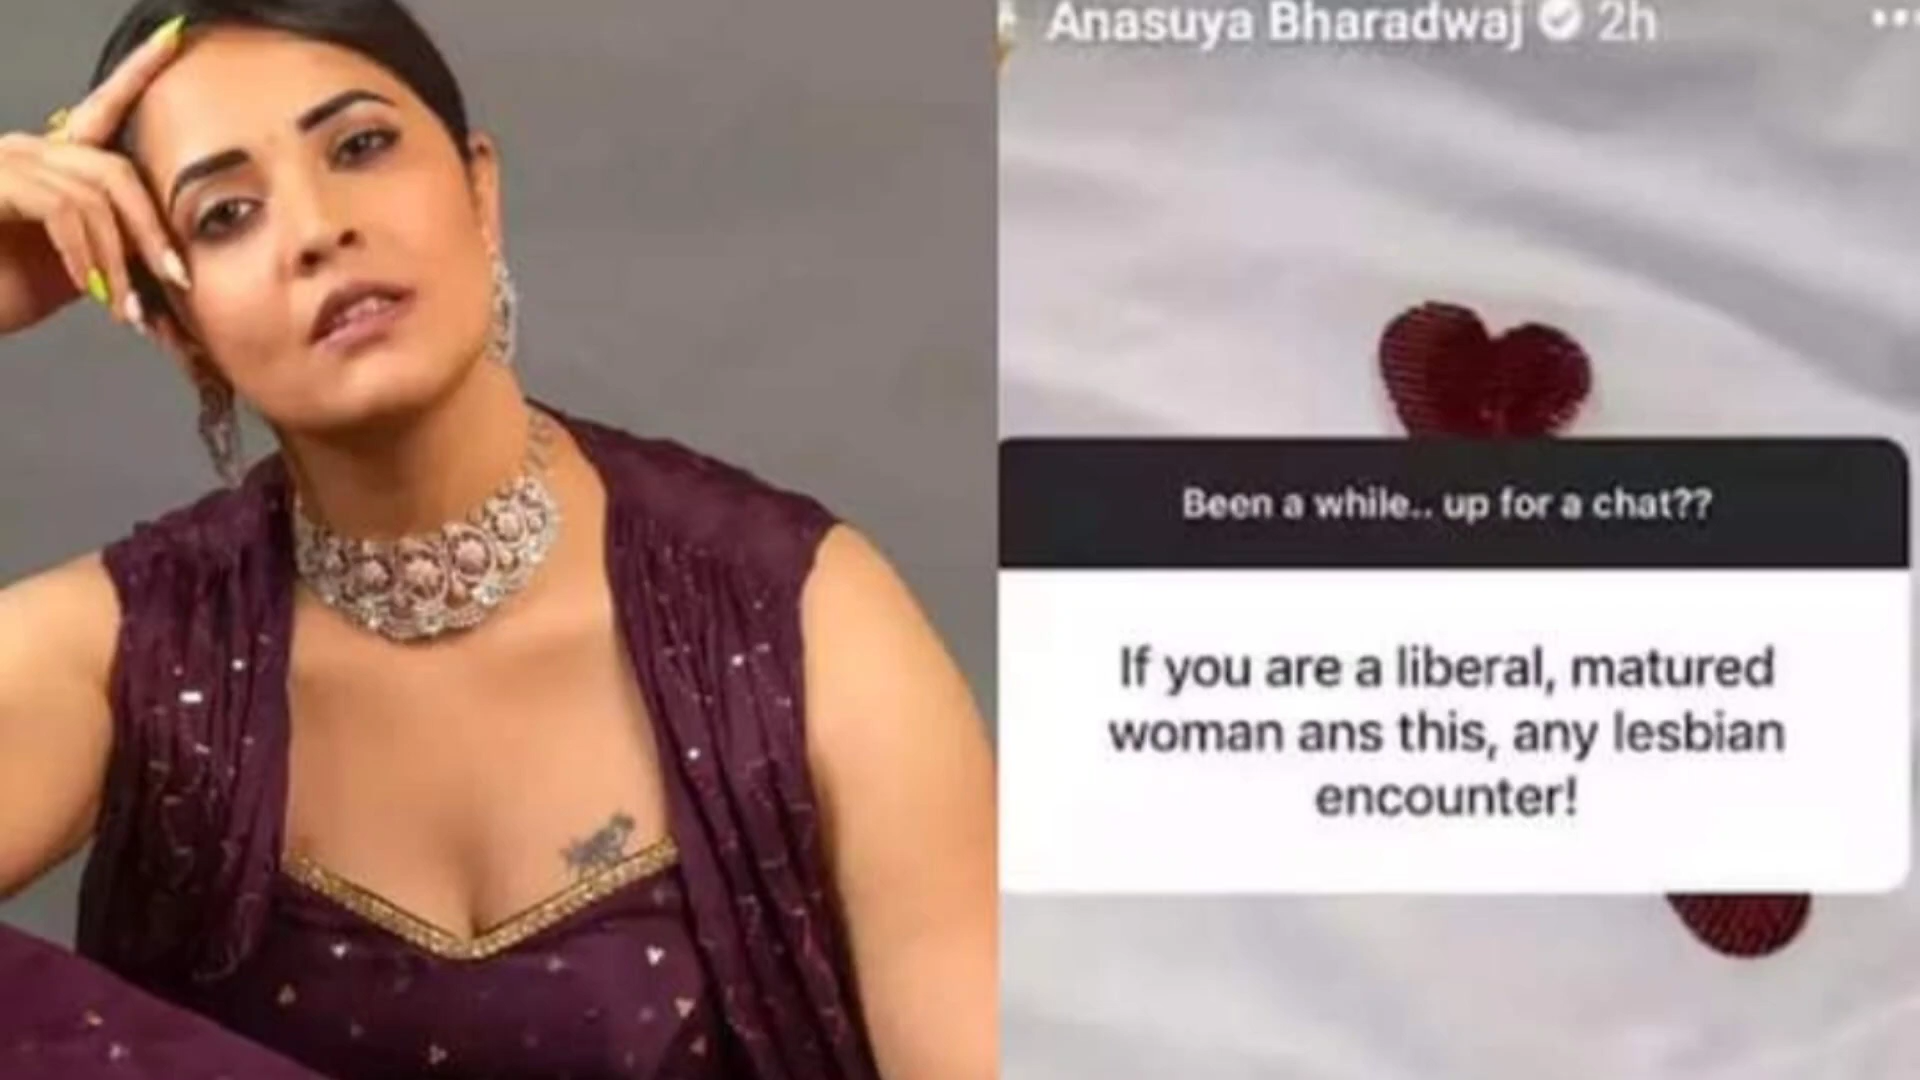 Anasuya Bharadwaj 2h
Been a while.. up for a chat??
If you are a liberal, matured
woman ans this, any lesbian
encounter!